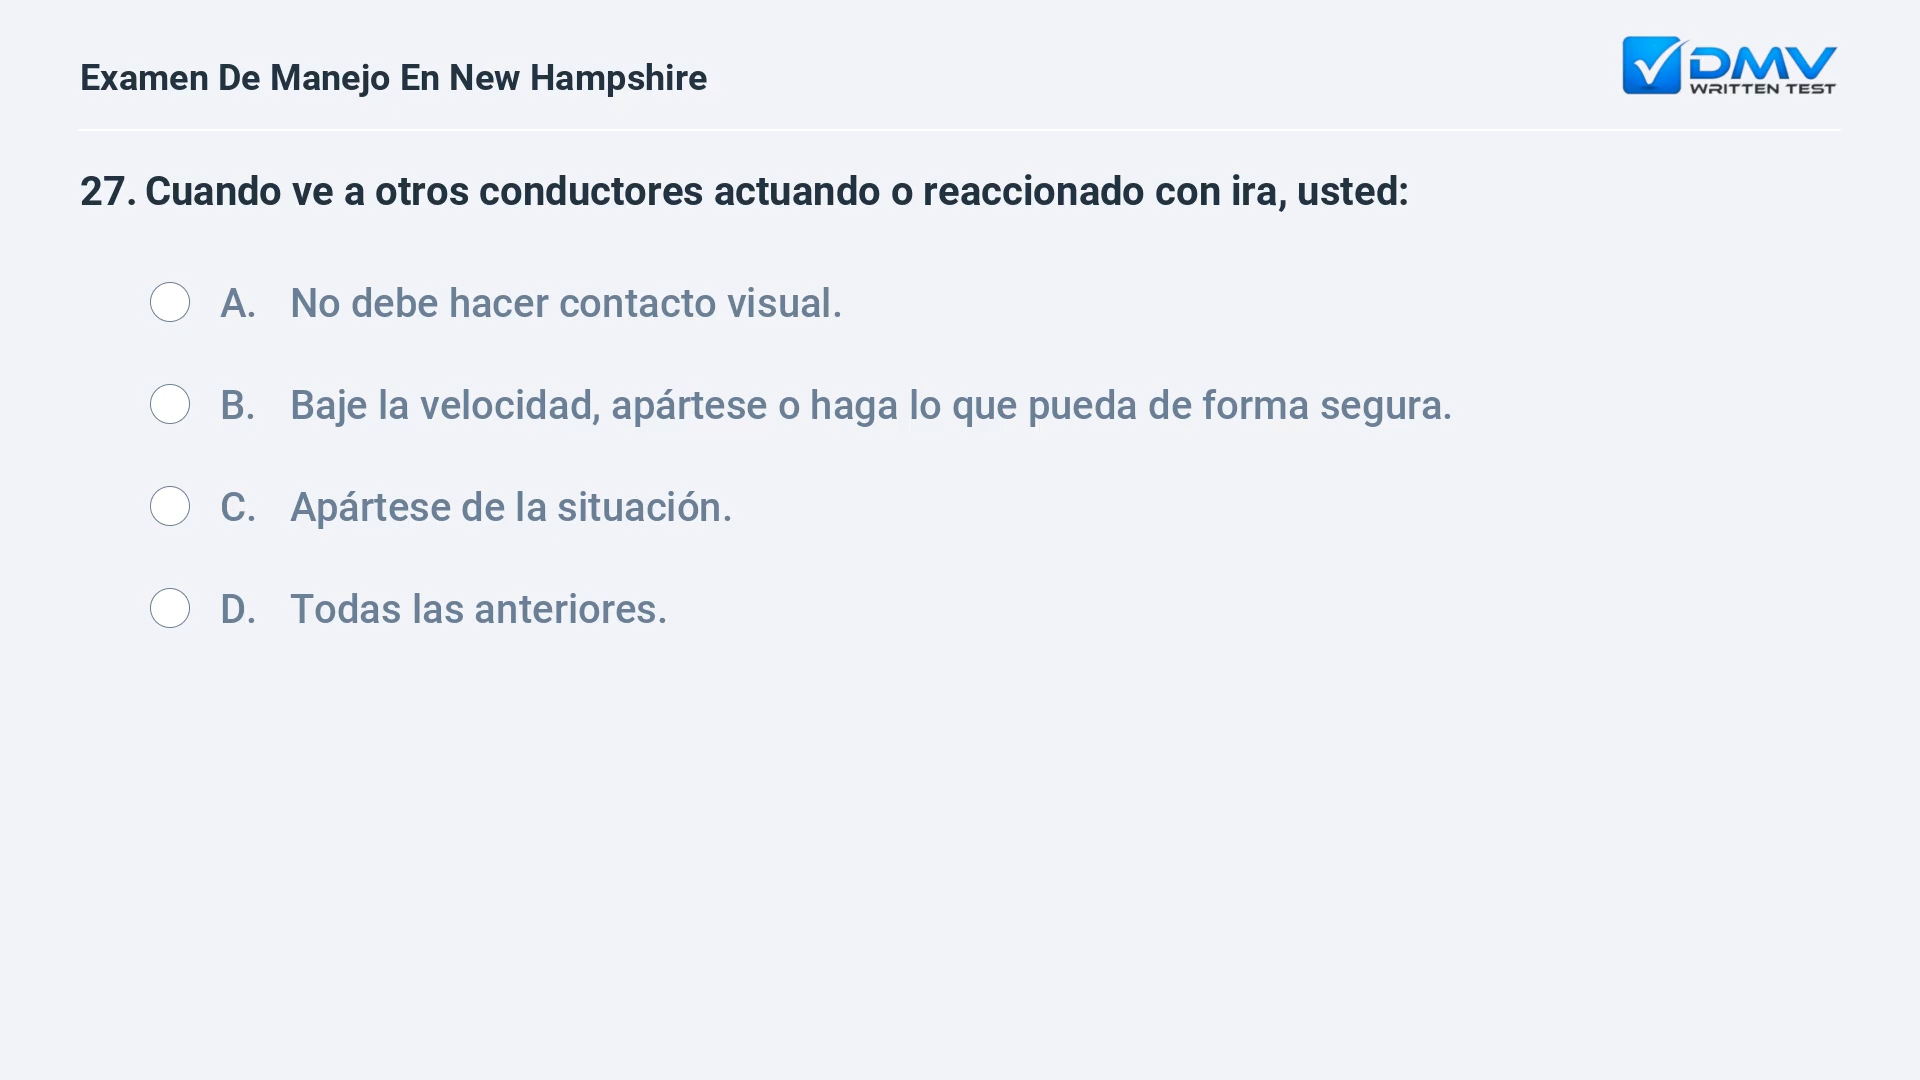 Examen De Manejo En New Hampshire
DMV
WRITTEN TEST
27. Cuando ve a otros conductores actuando o reaccionado con ira, usted:
A. No debe hacer contacto visual.
B. Baje la velocidad, apártese o haga lo que pueda de forma segura.
C. Apártese de la situación.
D. Todas las anteriores.